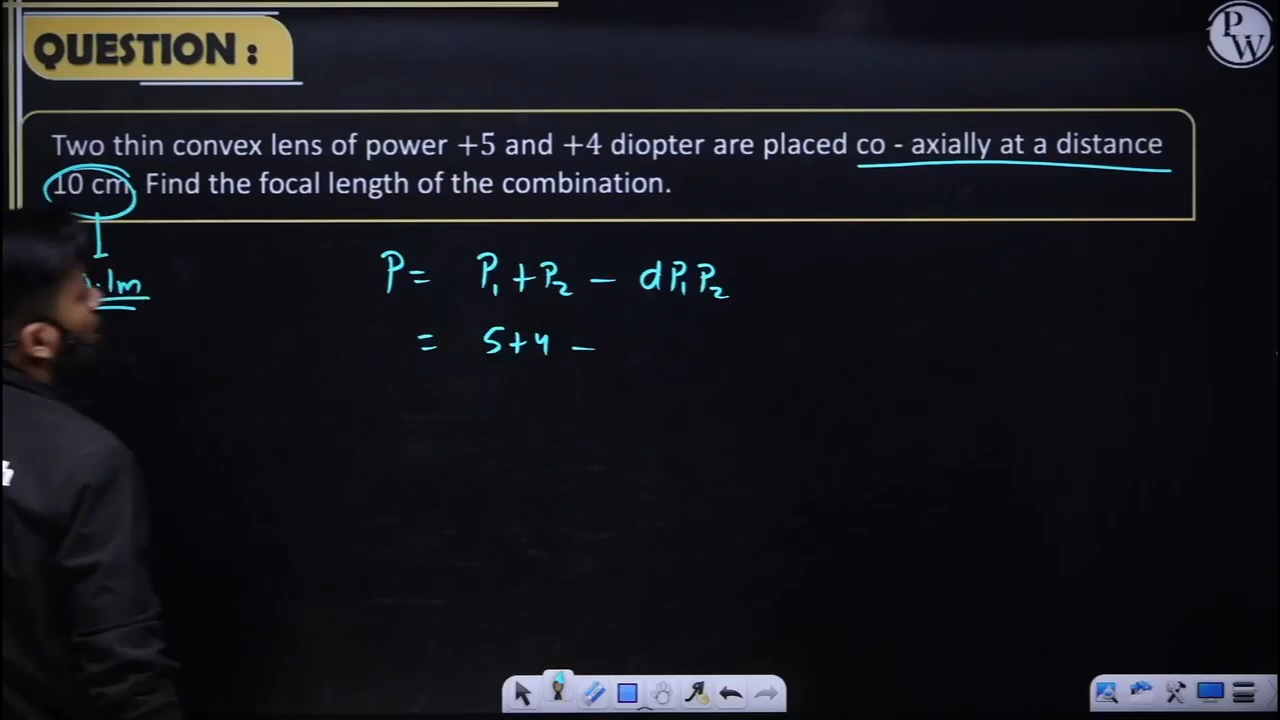 QUESTION :
PW
Two thin convex lens of power +5 and +4 diopter are placed co - axially at a distance
10 cm. Find the focal length of the combination.
.1m
P = P₁ + P₂ – dP₁P₂
= 5+4 –